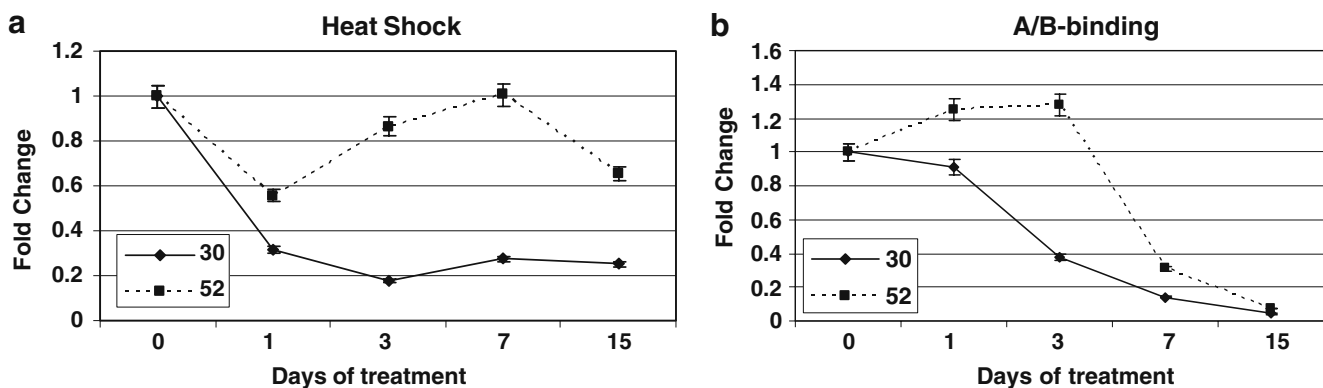 a
Heat Shock
Fold Change
1.2
1
0.8
0.6
0.4
0.2
0
30
52
0 1 3 7 15
Days of treatment
b
A/B-binding
Fold Change
1.6
1.4
1.2
1
0.8
0.6
0.4
0.2
0
30
52
0 1 3 7 15
Days of treatment